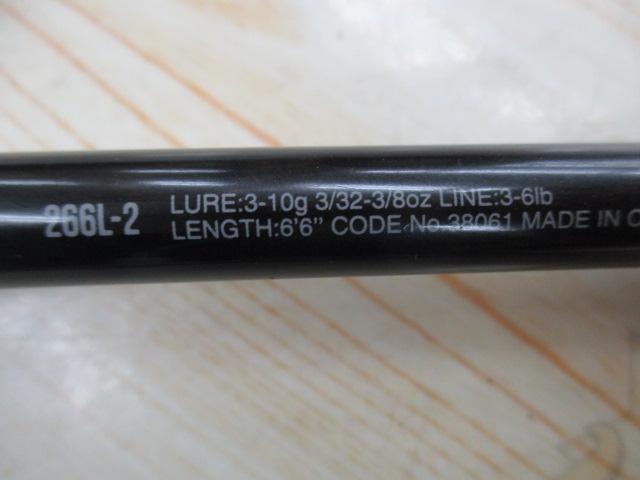 266L-2
LURE:3-10g 3/32-3/8oz LINE:3-6lb
LENGTH:6'6" CODE.No.38061 MADE IN C